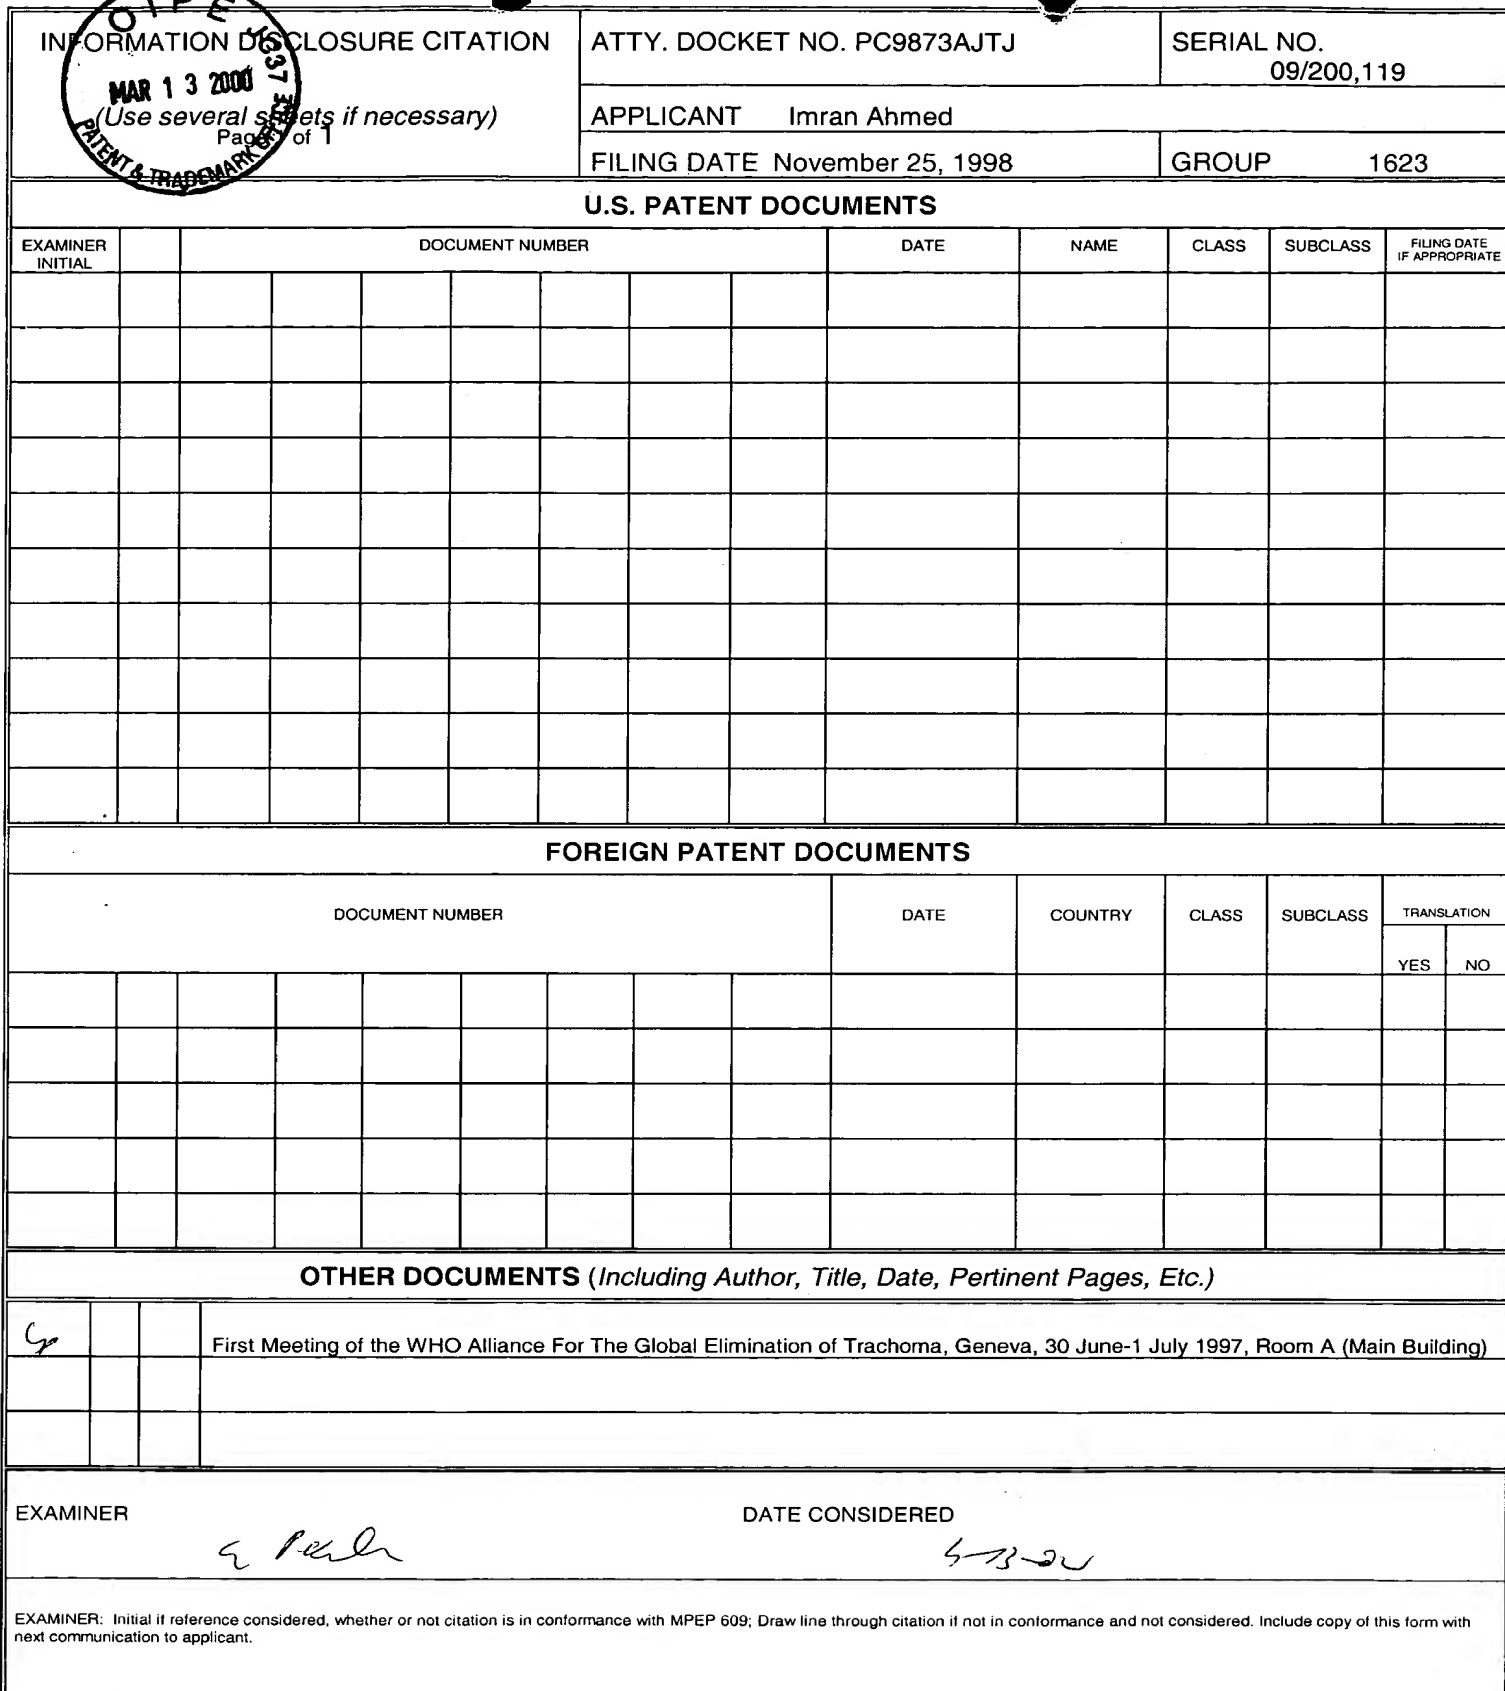 OIPE JC37
MAR 13 2000
PATENT & TRADEMARK
INFORMATION DISCLOSURE CITATION
(Use several sheets if necessary)
Page 1 of 1
ATTY. DOCKET NO. PC9873AJTJ
SERIAL NO.
09/200,119
APPLICANT Imran Ahmed
FILING DATE November 25, 1998
GROUP 1623
U.S. PATENT DOCUMENTS
EXAMINER
INITIAL
DOCUMENT NUMBER
DATE
NAME
CLASS
SUBCLASS
FILING DATE
IF APPROPRIATE
FOREIGN PATENT DOCUMENTS
DOCUMENT NUMBER
DATE
COUNTRY
CLASS
SUBCLASS
TRANSLATION
YES
NO
OTHER DOCUMENTS (Including Author, Title, Date, Pertinent Pages, Etc.)
First Meeting of the WHO Alliance For The Global Elimination of Trachoma, Geneva, 30 June-1 July 1997, Room A (Main Building)
EXAMINER
DATE CONSIDERED
EXAMINER: Initial if reference considered, whether or not citation is in conformance with MPEP 609; Draw line through citation if not in conformance and not considered. Include copy of this form with
next communication to applicant.